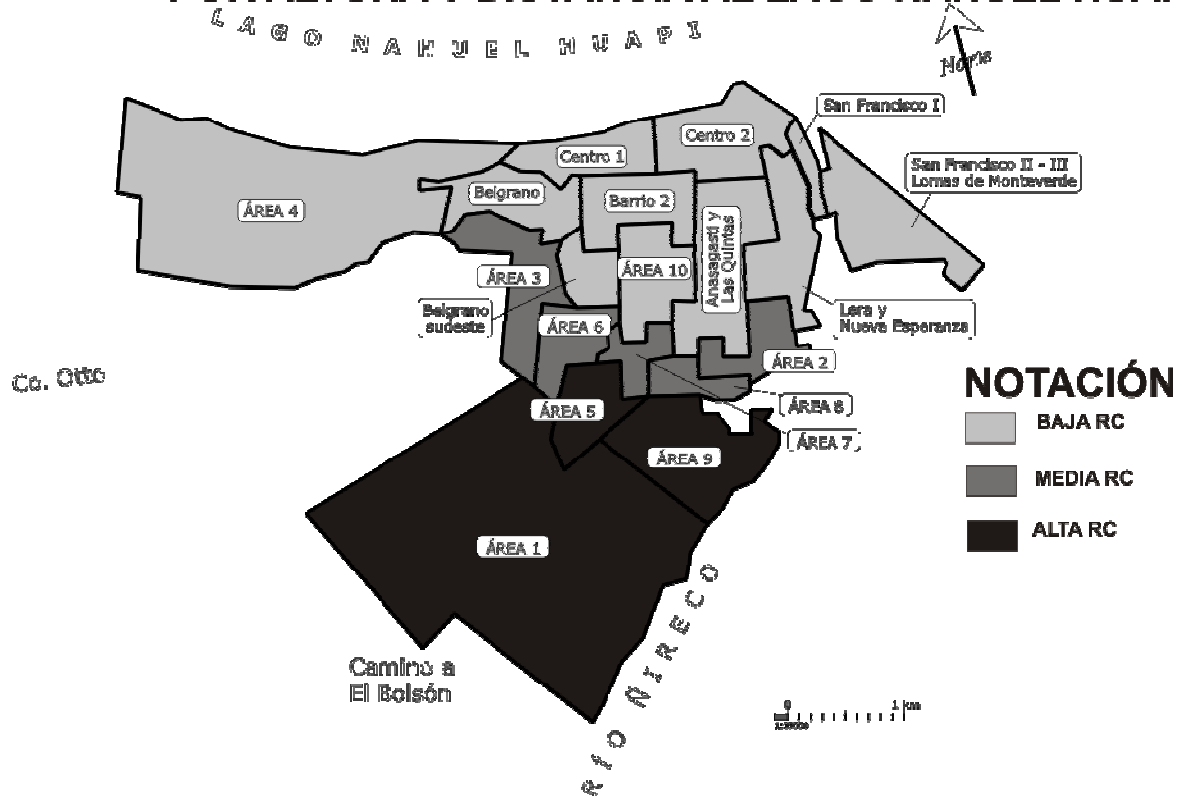 LAGO NAHUEL HUAPI
Norte
San Francisco I
Centro 2
Centro 1
San Francisco II - III
Lomas de Monteverde
Belgrano
Barrio 2
ÁREA 4
Anasagasti y
Las Quintas
ÁREA 3
ÁREA 10
Belgrano
sudeste
ÁREA 6
Lera y
Nueva Esperanza
ÁREA 2
Co. Otto
NOTACIÓN
ÁREA 5
ÁREA 8
BAJA RC
ÁREA 7
ÁREA 9
MEDIA RC
ALTA RC
ÁREA 1
RÍO ÑIRECO
Camino a
El Bolsón
0 1 km